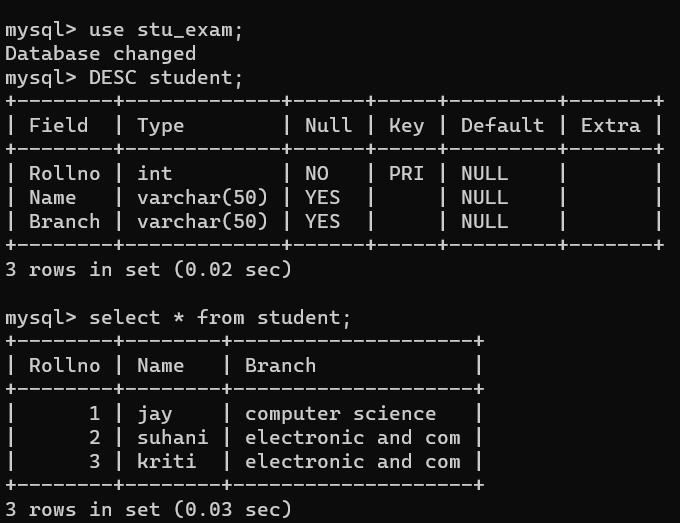 mysql> use stu_exam;
Database changed
mysql> DESC student;
+--------+-------------+------+-----+---------+-------+
| Field  | Type        | Null | Key | Default | Extra |
+--------+-------------+------+-----+---------+-------+
| Rollno | int         | NO   | PRI | NULL    |       |
| Name   | varchar(50) | YES  |     | NULL    |       |
| Branch | varchar(50) | YES  |     | NULL    |       |
+--------+-------------+------+-----+---------+-------+
3 rows in set (0.02 sec)

mysql> select * from student;
+--------+--------+--------------------+
| Rollno | Name   | Branch             |
+--------+--------+--------------------+
|      1 | jay    | computer science   |
|      2 | suhani | electronic and com |
|      3 | kriti  | electronic and com |
+--------+--------+--------------------+
3 rows in set (0.03 sec)